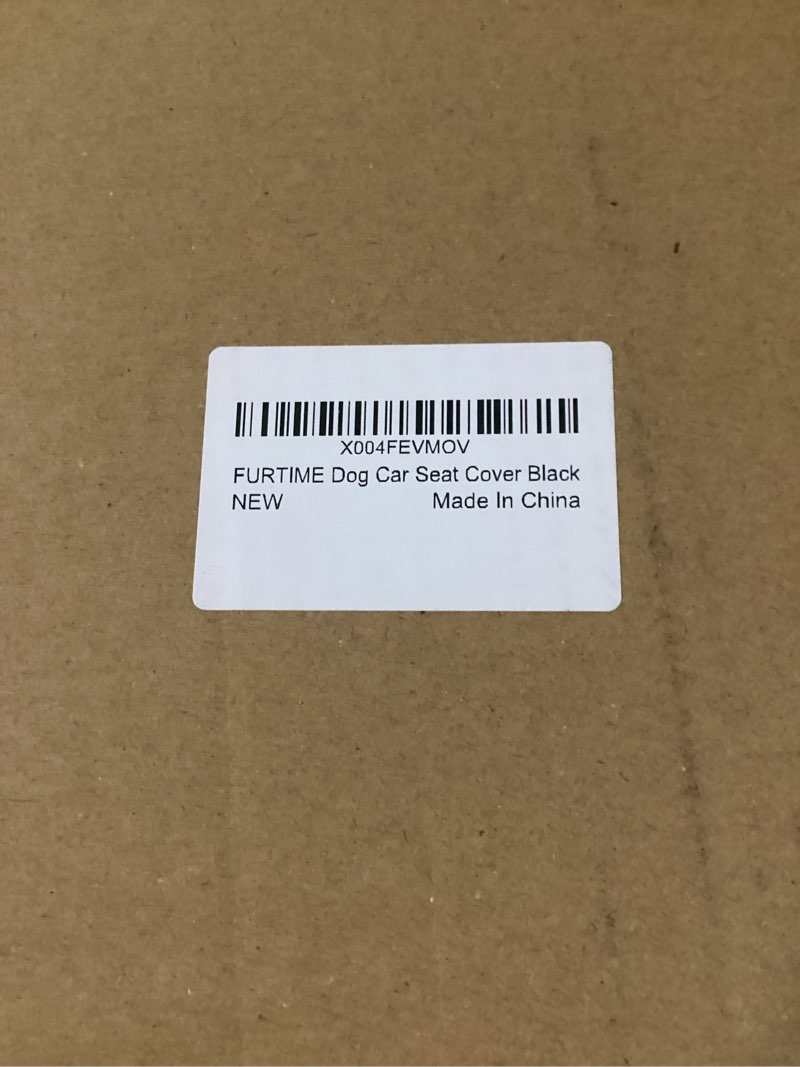 X004FEVMOV
FURTIME Dog Car Seat Cover Black
NEW Made In China